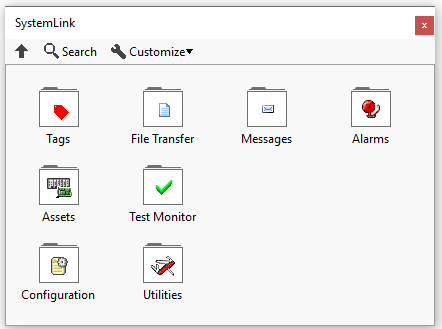 SystemLink
x
Search Customize
Tags File Transfer Messages Alarms
Assets Test Monitor
Configuration Utilities